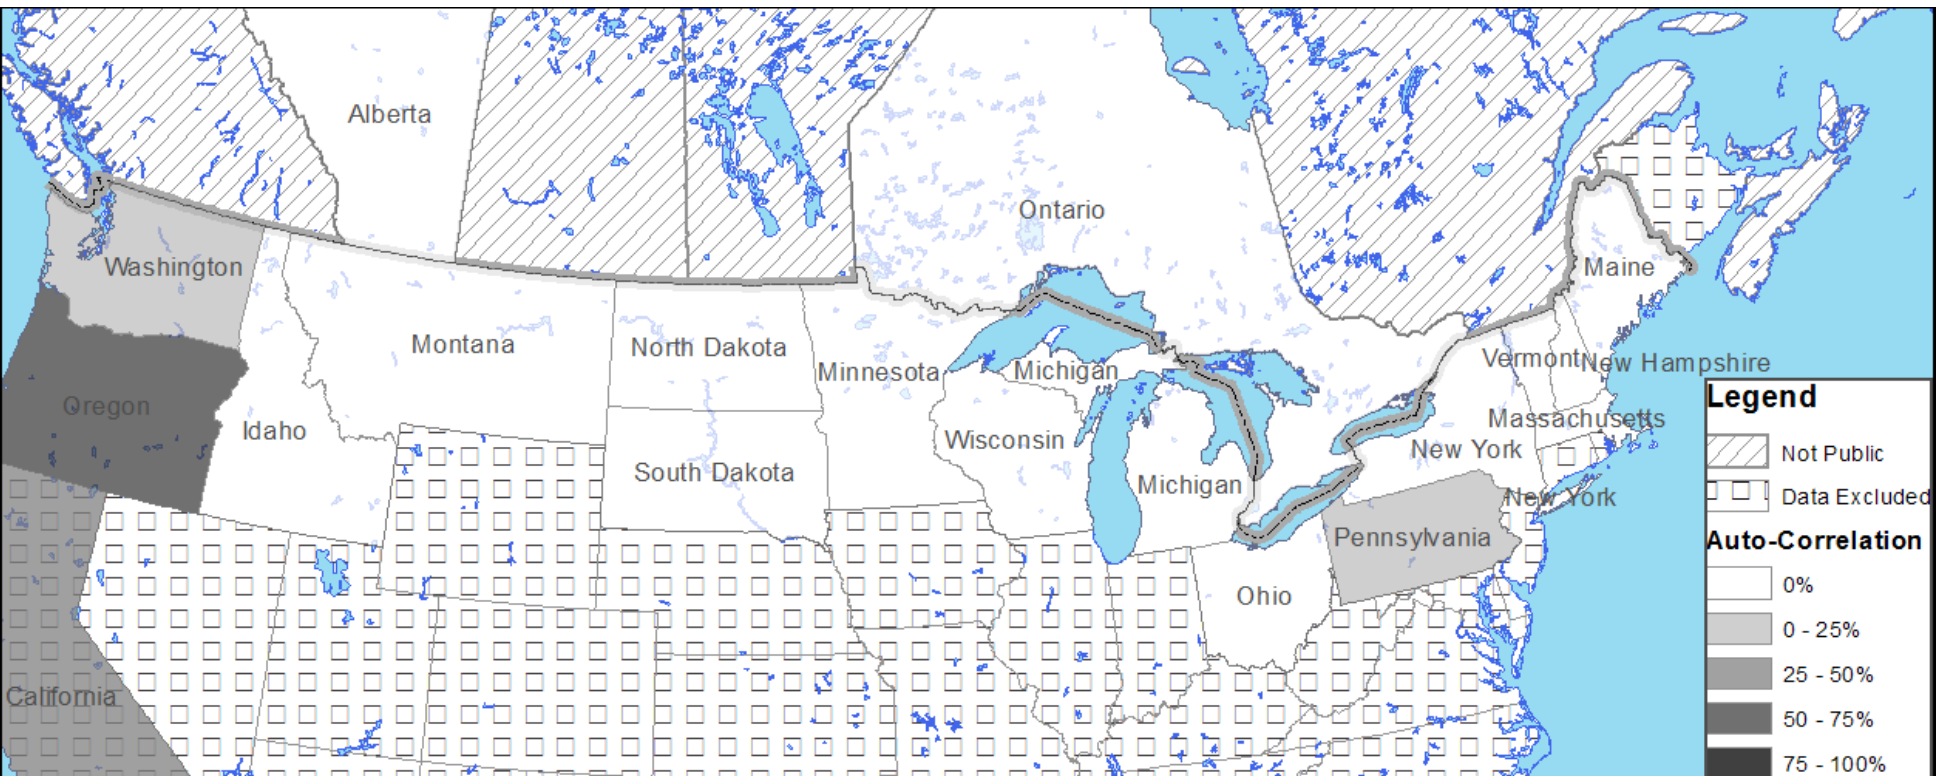 Alberta
Ontario
Washington
Maine
Montana
North Dakota
Minnesota
Michigan
Vermont
New Hampshire
Oregon
Idaho
Wisconsin
Massachusetts
New York
South Dakota
Michigan
New York
Pennsylvania
Ohio
California
Legend
Not Public
Data Excluded
Auto-Correlation
0%
0 - 25%
25 - 50%
50 - 75%
75 - 100%